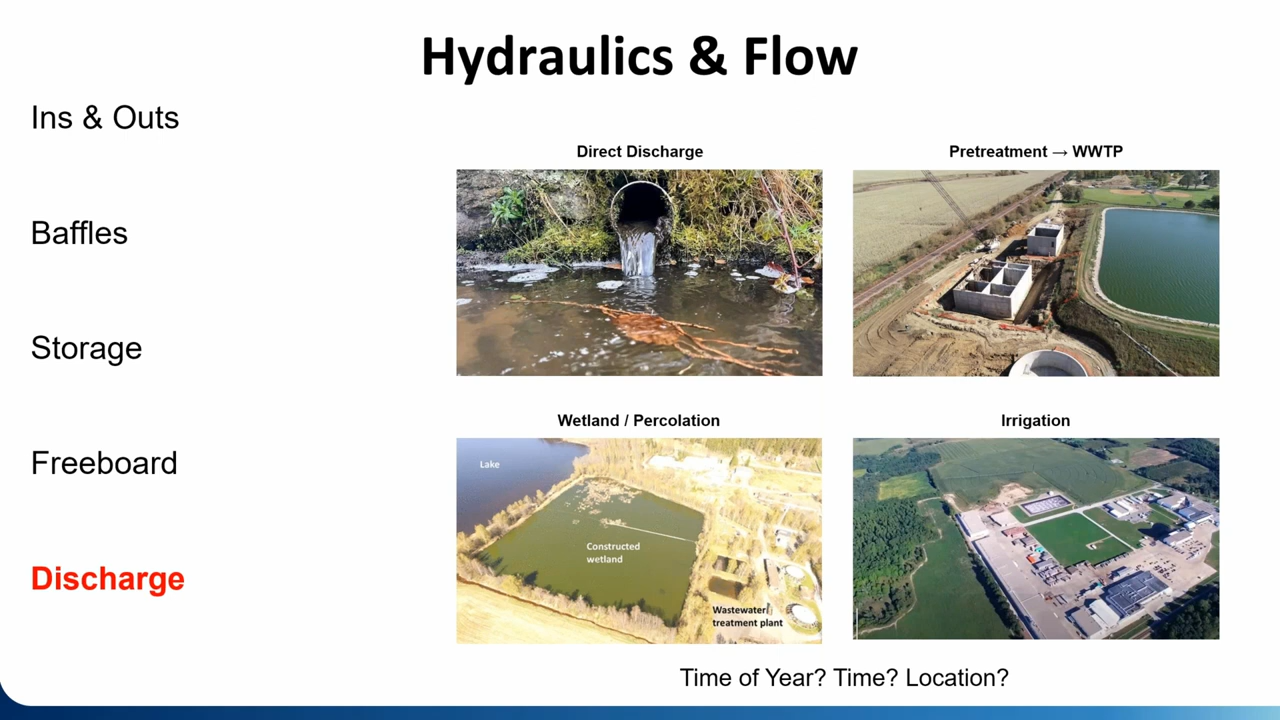 Hydraulics & Flow
Ins & Outs
Baffles
Storage
Freeboard
Discharge
Direct Discharge
Pretreatment → WWTP
Wetland / Percolation
Lake
Constructed
wetland
Wastewater
treatment plant
Irrigation
Time of Year? Time? Location?